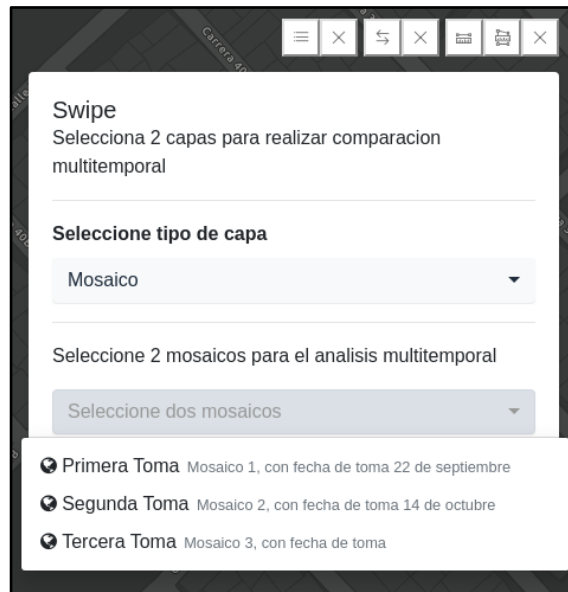 Carrera 40
Swipe
Selecciona 2 capas para realizar comparacion
multitemporal
Seleccione tipo de capa
Mosaico
Seleccione 2 mosaicos para el analisis multitemporal
Seleccione dos mosaicos
Primera Toma Mosaico 1, con fecha de toma 22 de septiembre
Segunda Toma Mosaico 2, con fecha de toma 14 de octubre
Tercera Toma Mosaico 3, con fecha de toma